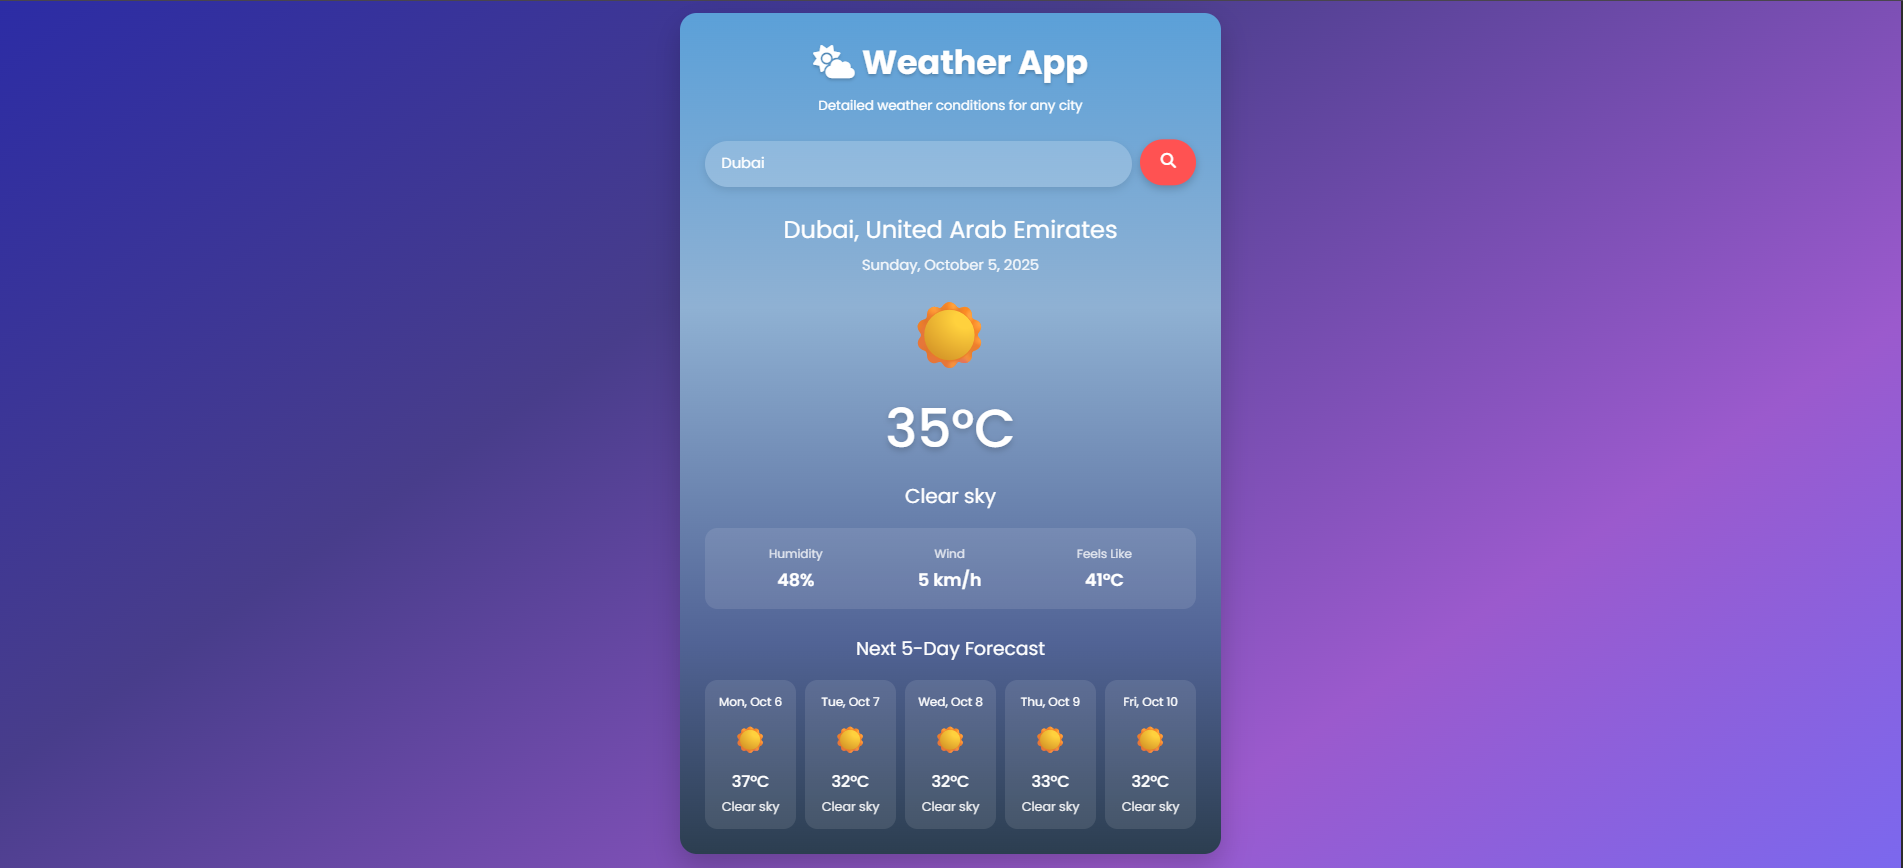 Weather App
Detailed weather conditions for any city
Dubai
Dubai, United Arab Emirates
Sunday, October 5, 2025
35°C
Clear sky
Humidity Wind Feels Like
48% 5 km/h 41°C
Next 5-Day Forecast
Mon, Oct 6 Tue, Oct 7 Wed, Oct 8 Thu, Oct 9 Fri, Oct 10
37°C 32°C 32°C 33°C 32°C
Clear sky Clear sky Clear sky Clear sky Clear sky